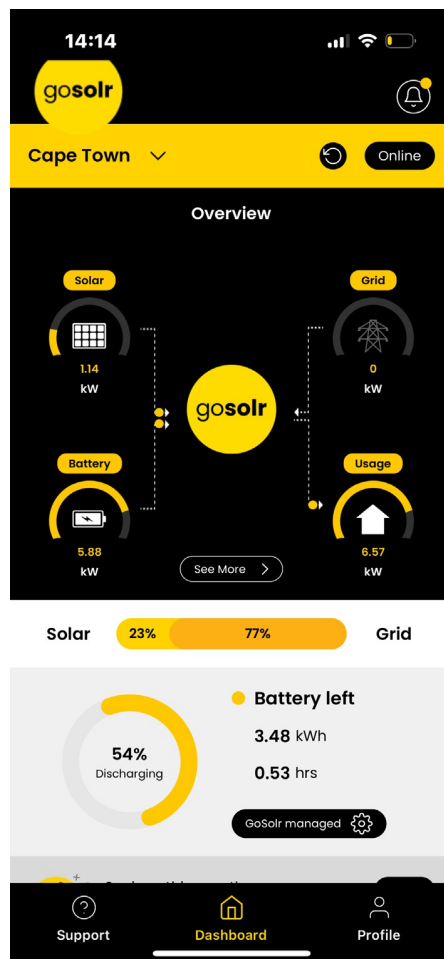 14:14
gosolr
Cape Town
Online
Overview
Solar
Grid
1.14
kW
0
kW
gosolr
Battery
Usage
5.88
kW
6.57
kW
See More
Solar
23%
77%
Grid
54%
Discharging
Battery left
3.48 kWh
0.53 hrs
GoSolr managed
Support
Dashboard
Profile